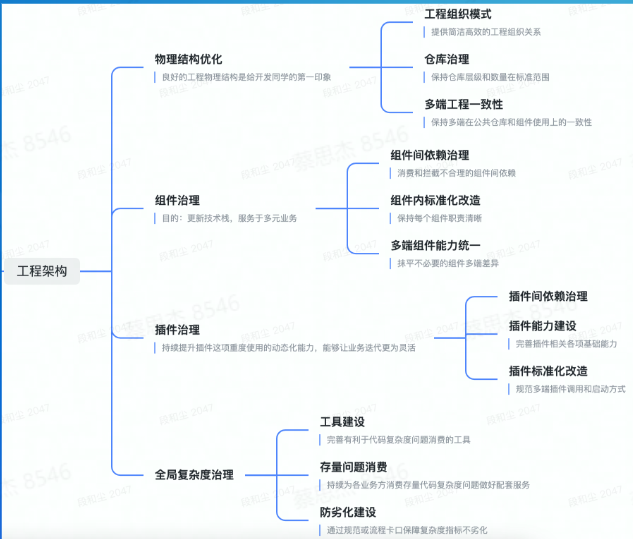 工程架构
物理结构优化
良好的工程物理结构是给开发同学的第一印象
工程组织模式
提供简洁高效的工程组织关系
仓库治理
保持仓库层级和数量在标准范围
多端工程一致性
保持多端在公共仓库和组件使用上的一致性
组件治理
目的：更新技术栈，服务于多元业务
组件间依赖治理
消费和拦截不合理的组件间依赖
组件内标准化改造
保持每个组件职责清晰
多端组件能力统一
抹平不必要的组件多端差异
插件治理
持续提升插件这项重度使用的动态化能力，能够让业务迭代更为灵活
插件间依赖治理
插件能力建设
完善插件相关各项基础能力
插件标准化改造
规范多端插件调用和启动方式
全局复杂度治理
工具建设
完善有利于代码复杂度问题消费的工具
存量问题消费
持续为各业务方消费存量代码复杂度问题做好配套服务
防劣化建设
通过规范或流程卡口保障复杂度指标不劣化